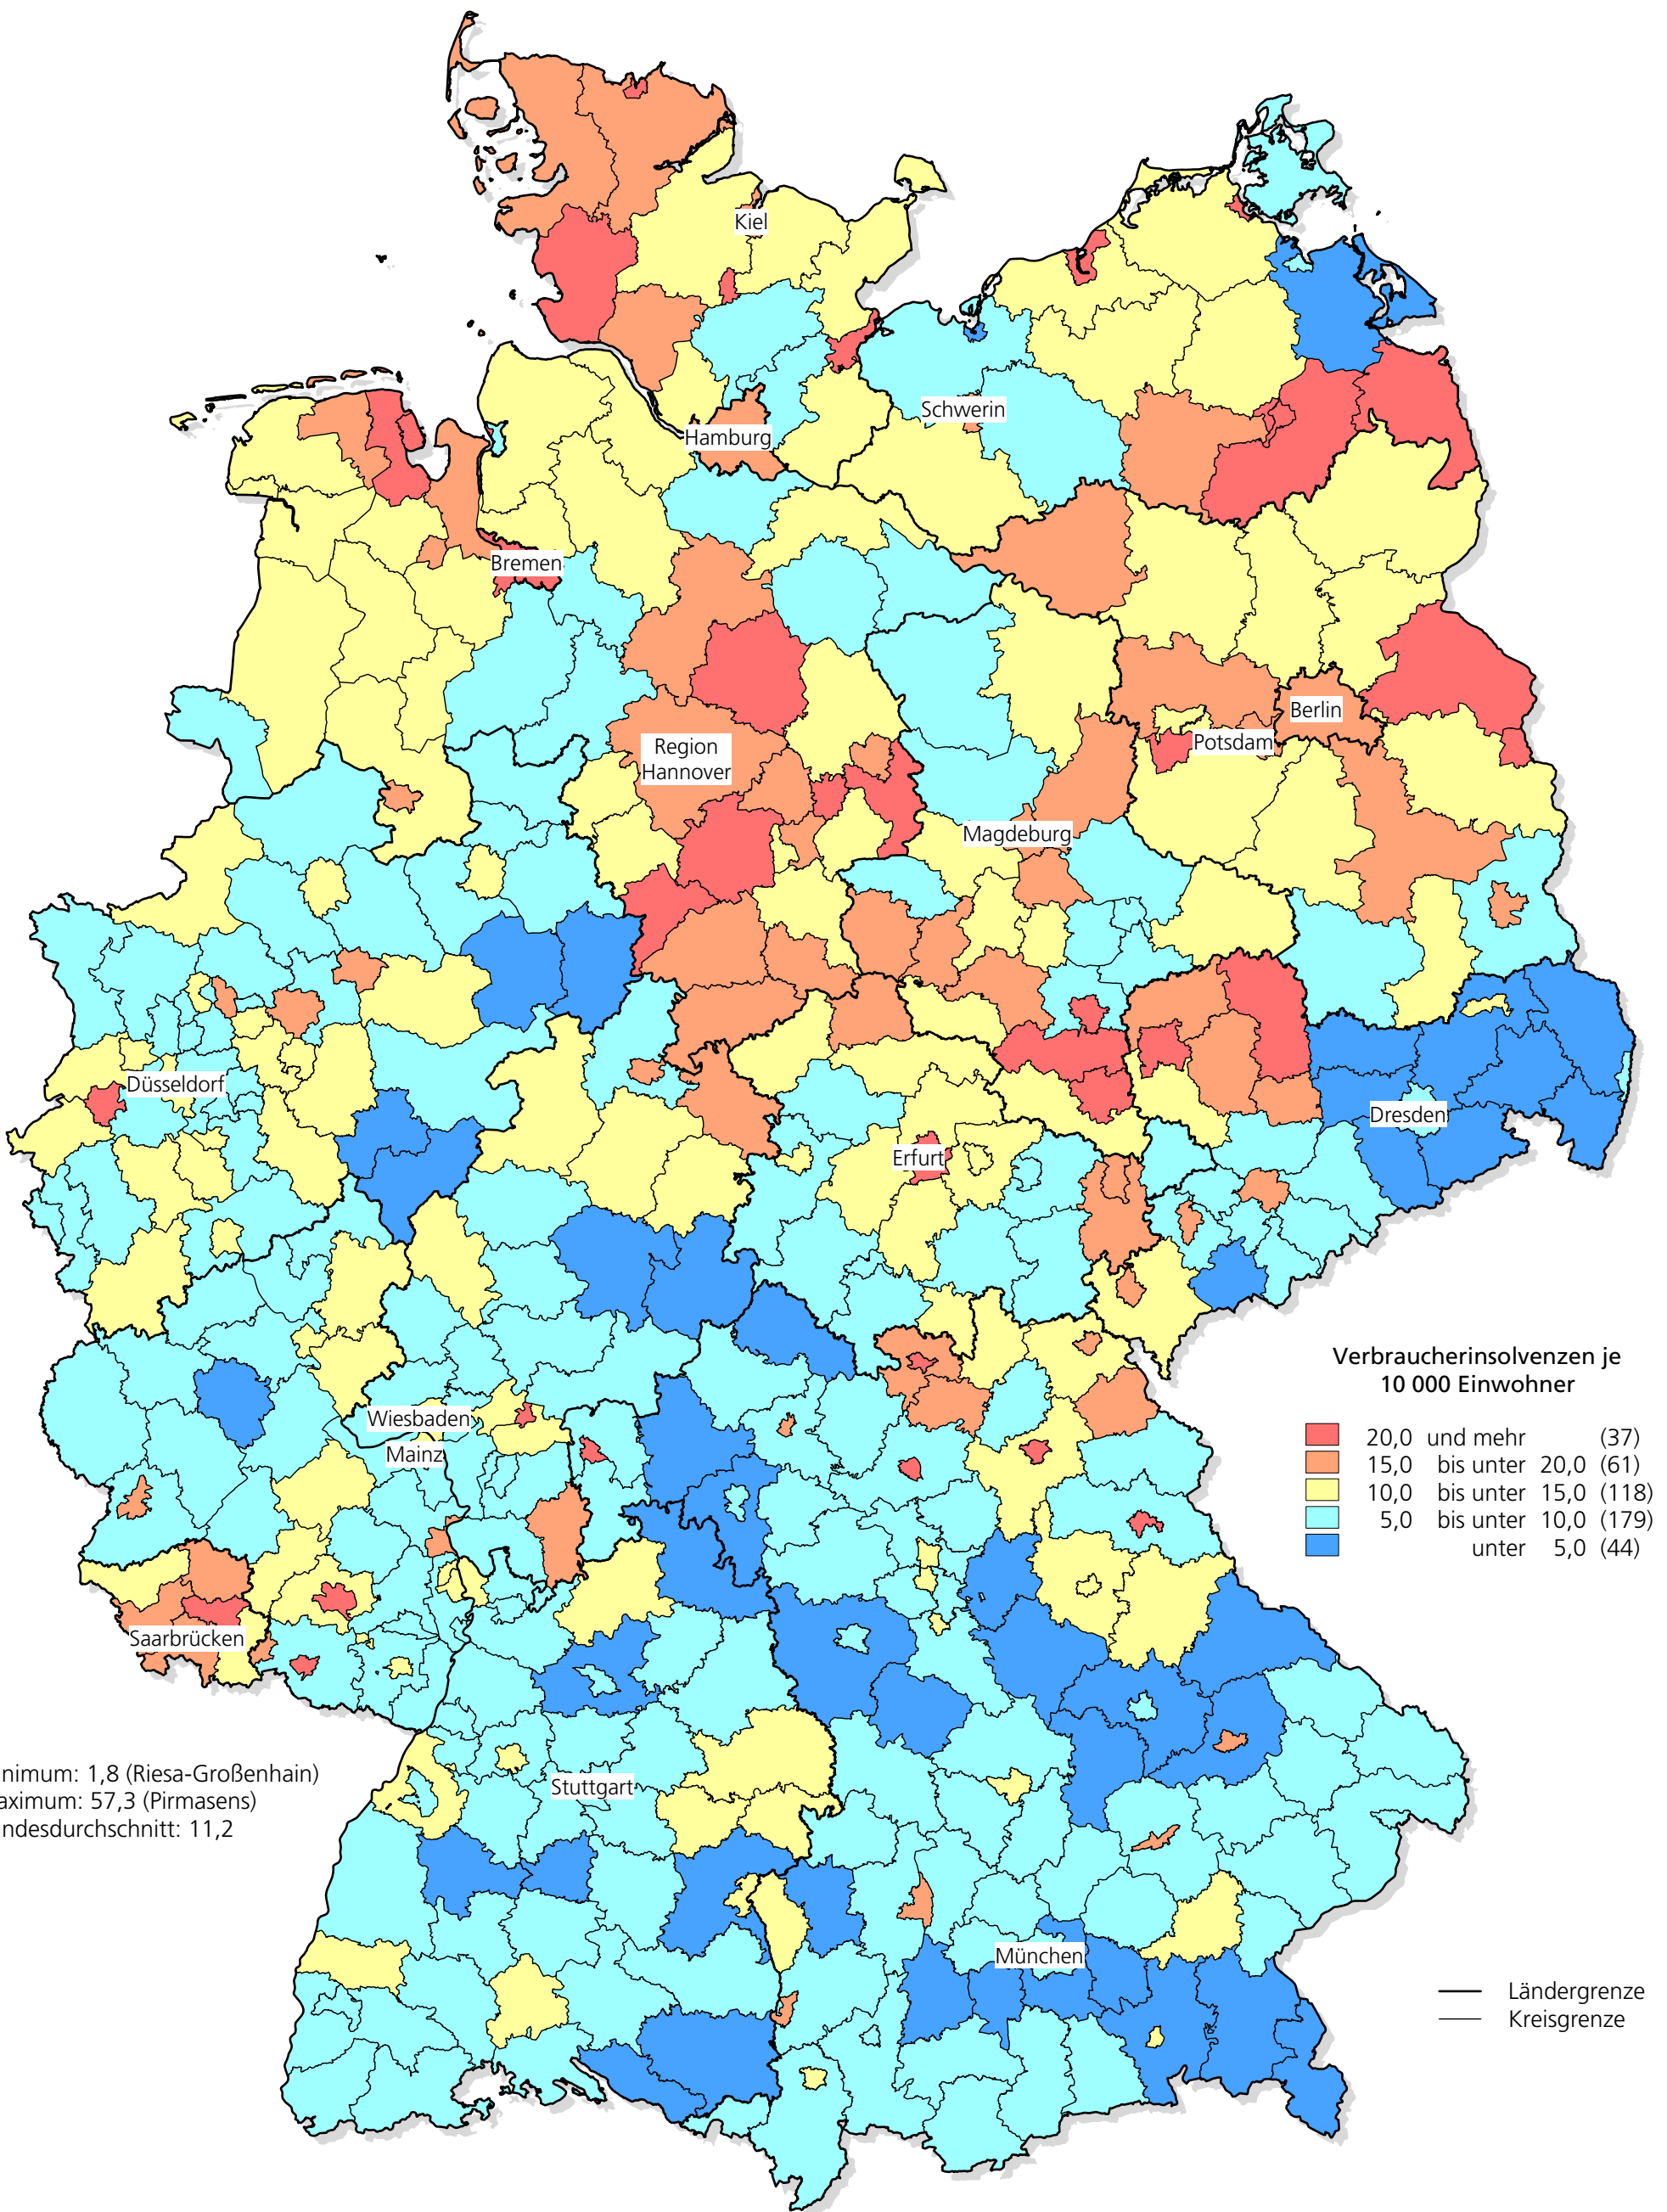 Kiel
Schwerin
Hamburg
Bremen
Berlin
Region
Hannover
Potsdam
Magdeburg
Düsseldorf
Dresden
Erfurt
Verbraucherinsolvenzen je
10 000 Einwohner
20,0 und mehr (37)
15,0 bis unter 20,0 (61)
10,0 bis unter 15,0 (118)
5,0 bis unter 10,0 (179)
unter 5,0 (44)
Wiesbaden
Mainz
Saarbrücken
nimum: 1,8 (Riesa-Großenhain)
aximum: 57,3 (Pirmasens)
ndesdurchschnitt: 11,2
Stuttgart
München
Ländergrenze
Kreisgrenze